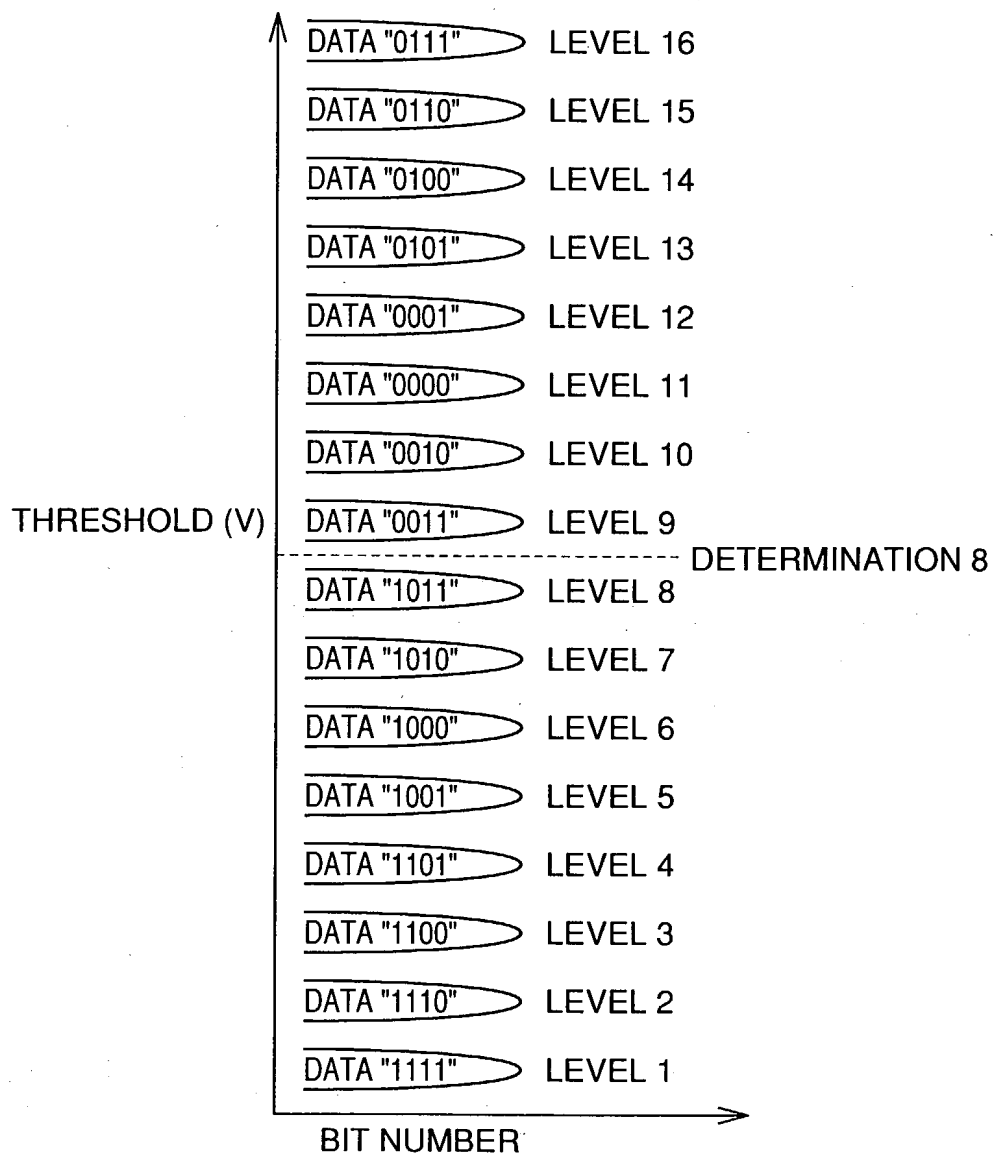 DATA "0111" LEVEL 16
DATA "0110" LEVEL 15
DATA "0100" LEVEL 14
DATA "0101" LEVEL 13
DATA "0001" LEVEL 12
DATA "0000" LEVEL 11
DATA "0010" LEVEL 10
THRESHOLD (V) DATA "0011" LEVEL 9
DETERMINATION 8
DATA "1011" LEVEL 8
DATA "1010" LEVEL 7
DATA "1000" LEVEL 6
DATA "1001" LEVEL 5
DATA "1101" LEVEL 4
DATA "1100" LEVEL 3
DATA "1110" LEVEL 2
DATA "1111" LEVEL 1
BIT NUMBER